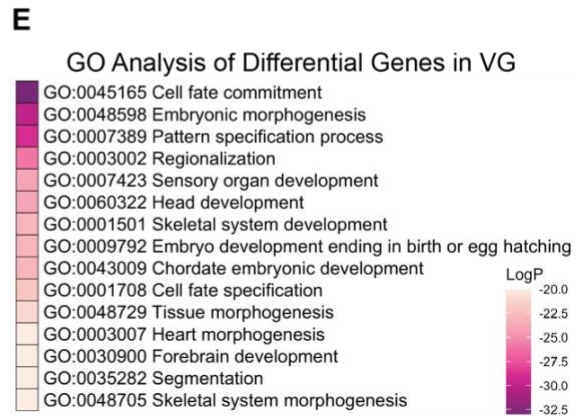 E
GO Analysis of Differential Genes in VG
GO:0045165 Cell fate commitment
GO:0048598 Embryonic morphogenesis
GO:0007389 Pattern specification process
GO:0003002 Regionalization
GO:0007423 Sensory organ development
GO:0060322 Head development
GO:0001501 Skeletal system development
GO:0009792 Embryo development ending in birth or egg hatching
GO:0043009 Chordate embryonic development
GO:0001708 Cell fate specification
GO:0048729 Tissue morphogenesis
GO:0003007 Heart morphogenesis
GO:0030900 Forebrain development
GO:0035282 Segmentation
GO:0048705 Skeletal system morphogenesis
LogP
-20.0
-22.5
-25.0
-27.5
-30.0
-32.5